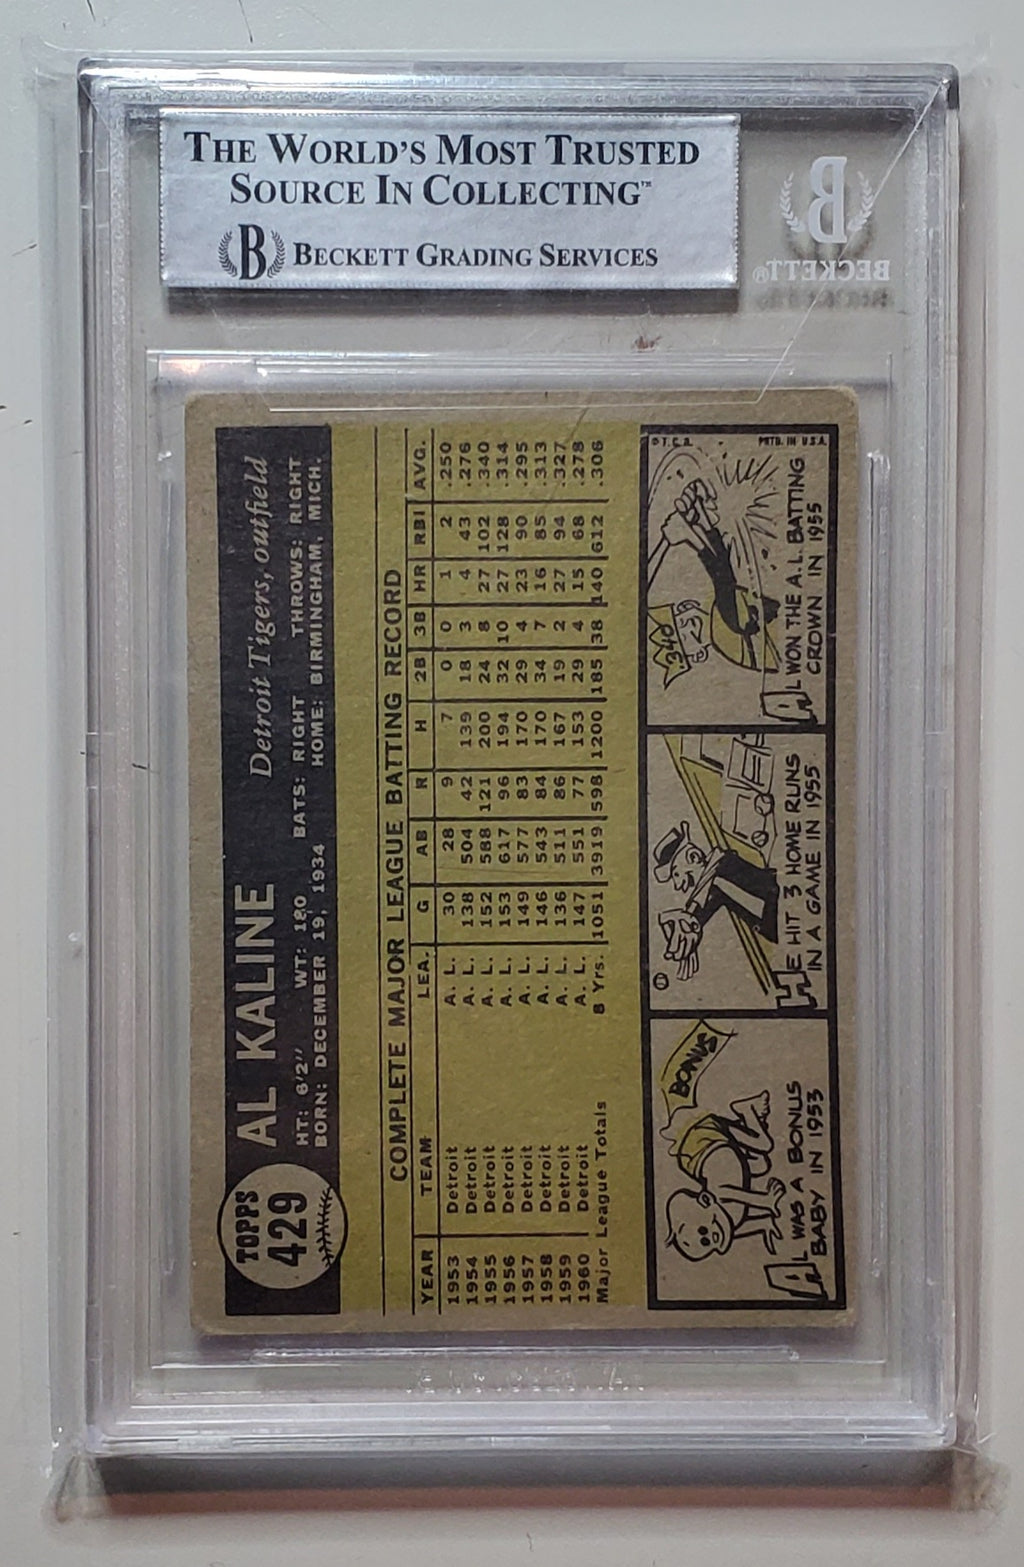 THE WORLD'S MOST TRUSTED
SOURCE IN COLLECTING™
B BECKETT GRADING SERVICES
B
BECKETT®
TOPPS
429
AL KALINE
Detroit Tigers, outfield
HT: 6'2" WT: 180 BATS: RIGHT THROWS: RIGHT
BORN: DECEMBER 19, 1934 HOME: BIRMINGHAM, MICH.
COMPLETE MAJOR LEAGUE BATTING RECORD
YEAR TEAM LEA. G AB R H 2B 3B HR RBI AVG.
1953 Detroit A. L. 30 28 9 7 0 0 1 2 .250
1954 Detroit A. L. 138 504 42 139 18 3 4 43 .276
1955 Detroit A. L. 152 588 121 200 24 8 27 102 .340
1956 Detroit A. L. 153 617 96 194 32 10 27 128 .314
1957 Detroit A. L. 149 577 83 170 29 4 23 90 .295
1958 Detroit A. L. 146 543 84 170 34 7 16 85 .313
1959 Detroit A. L. 136 511 86 167 19 2 27 94 .327
1960 Detroit A. L. 147 551 77 153 29 4 15 68 .278
Major League Totals 8 Yrs. 1051 3919 598 1200 185 38 140 612 .306
BONUS
AL WAS A BONUS
BABY IN 1953
HE HIT 3 HOME RUNS
IN A GAME IN 1955
©T.C.G. PRTD. IN U.S.A.
.340
AL WON THE A.L. BATTING
CROWN IN 1955